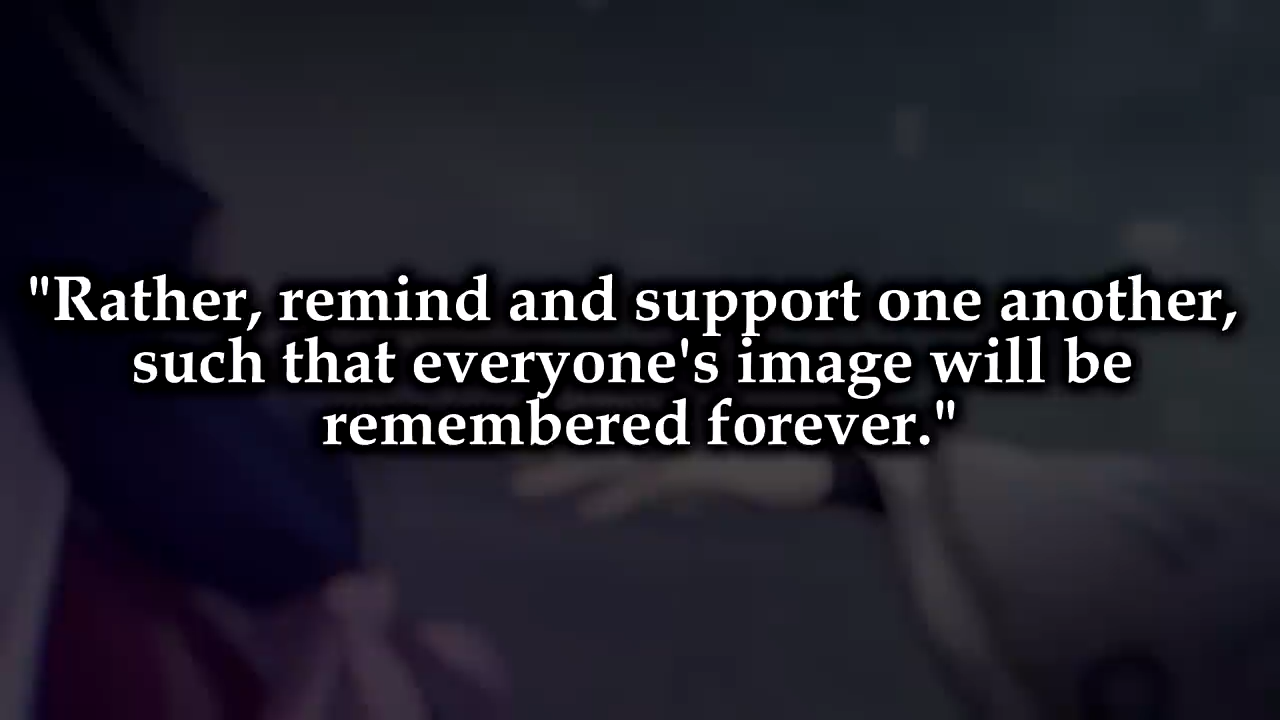 "Rather, remind and support one another,
such that everyone's image will be
remembered forever."